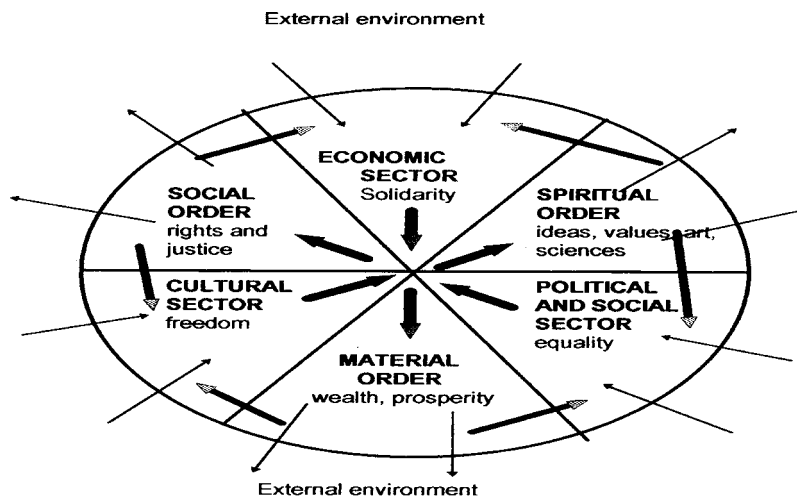 External environment
ECONOMIC
SECTOR
Solidarity
SOCIAL
ORDER
rights and
justice
SPIRITUAL
ORDER
ideas, values, art,
sciences
CULTURAL
SECTOR
freedom
POLITICAL
AND SOCIAL
SECTOR
equality
MATERIAL
ORDER
wealth, prosperity
External environment